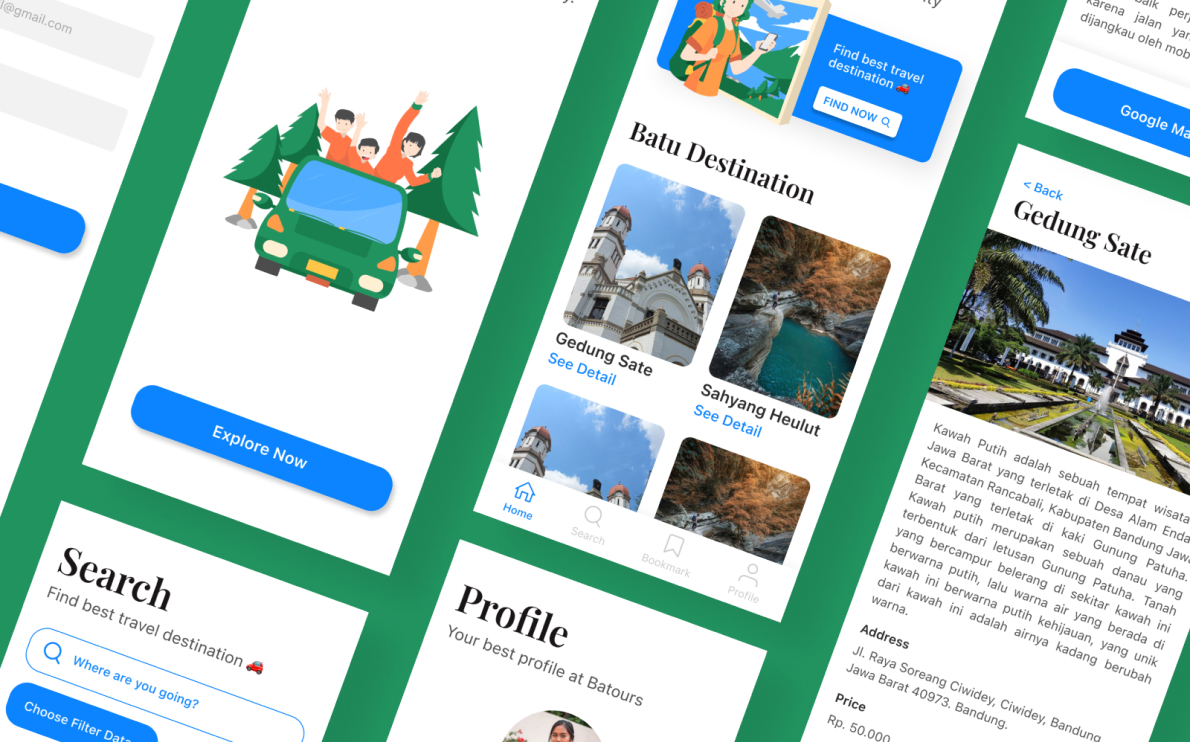 j@gmail.com
Explore Now
Search
Find best travel destination 🚗
Where are you going?
Choose Filter Data
Find best travel
destination 🚗
FIND NOW
Batu Destination
Gedung Sate
See Detail
Sahyang Heulut
See Detail
Home
Search
Bookmark
Profile
Profile
Your best profile at Batours
karena jalan
dijangkau oleh mob
Google Ma
< Back
Gedung Sate
Kawah Putih adalah sebuah tempat wisata
Jawa Barat yang terletak di Desa Alam Enda
Kecamatan Rancabali, Kabupaten Bandung Jawa
Barat yang terletak di kaki Gunung Patuha.
Kawah putih merupakan sebuah danau yang
terbentuk dari letusan Gunung Patuha. Tanah
yang bercampur belerang di sekitar kawah ini
berwarna putih, lalu warna air yang berada di
kawah ini berwarna putih kehijauan, yang unik
dari kawah ini adalah airnya kadang berubah
warna.
Address
Jl. Raya Soreang Ciwidey, Ciwidey, Bandung
Jawa Barat 40973. Bandung.
Price
Rp. 50.000